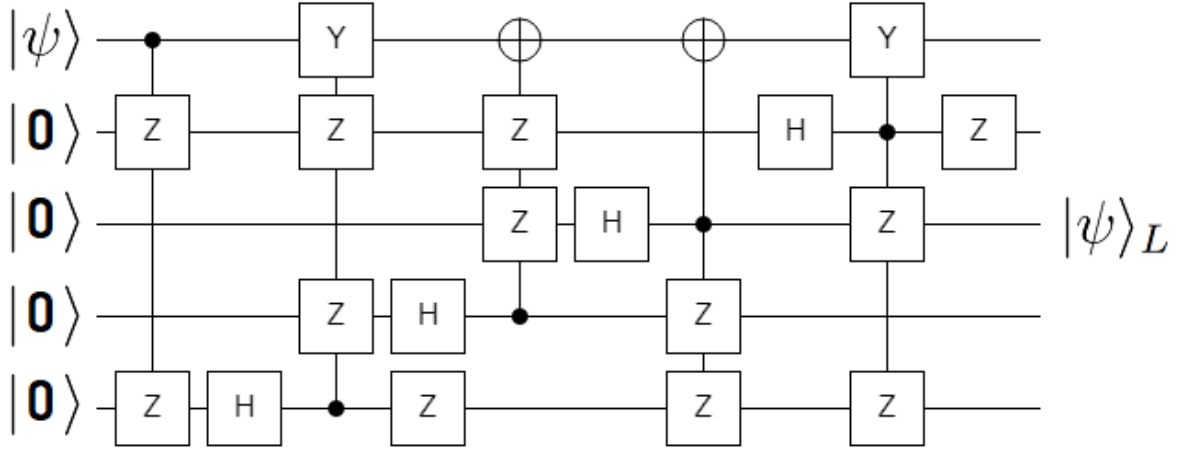 |ψ⟩ Y Y
|0⟩ Z Z Z H Z
|0⟩ Z H Z |ψ⟩L
|0⟩ Z H Z
|0⟩ Z H Z Z Z